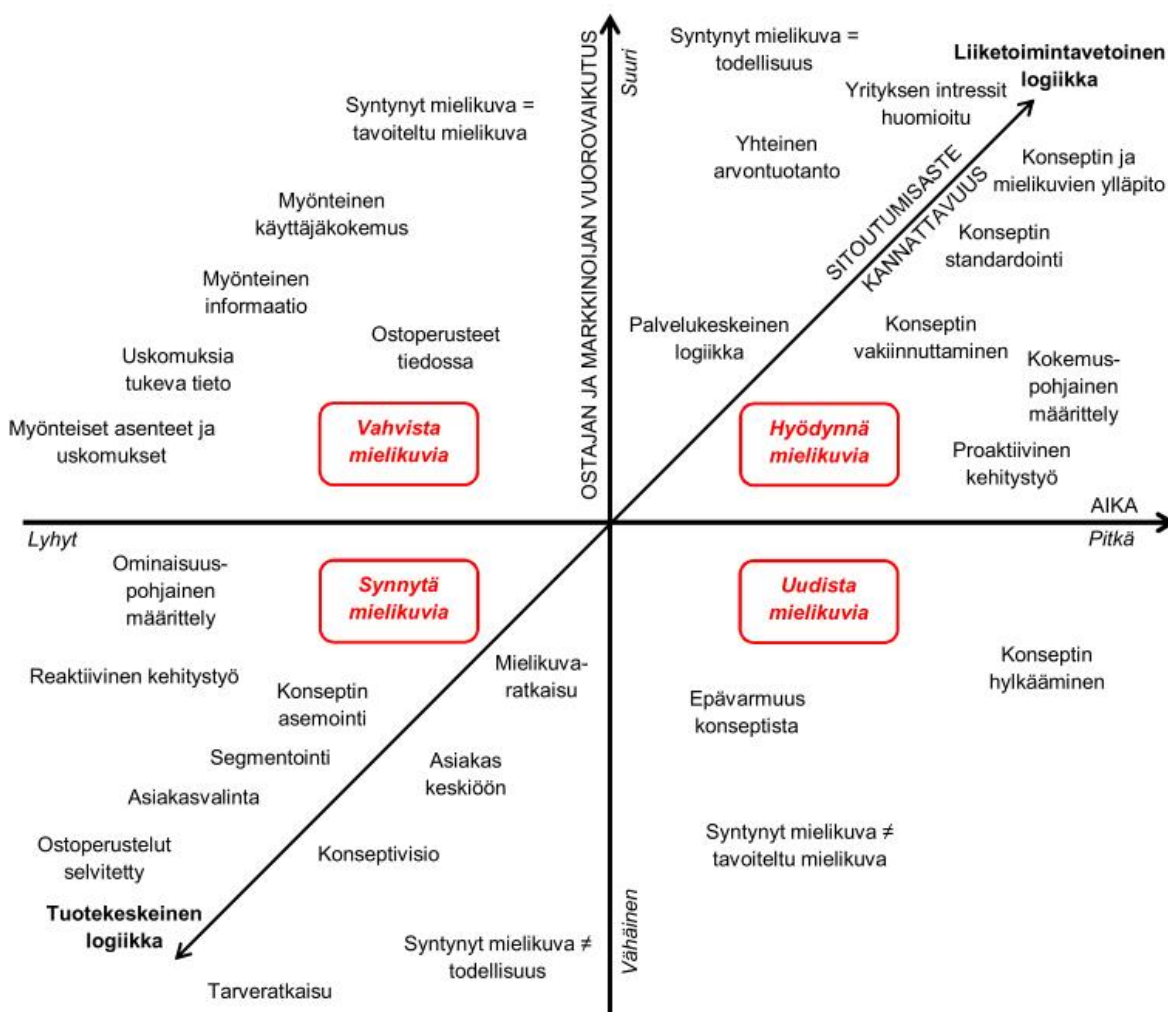 Syntynyt mielikuva =
tavoiteltu mielikuva
Myönteinen
käyttäjäkokemus
Myönteinen
informaatio
Ostoperusteet
tiedossa
Uskomuksia
tukeva tieto
Myönteiset asenteet ja
uskomukset
Vahvista
mielikuvia
OSTAJAN JA MARKKINOIJAN VUOROVAIKUTUS
Suuri
Syntynyt mielikuva =
todellisuus
Liiketoimintavetoinen
logiikka
Yrityksen intressit
huomioitu
Yhteinen
arvontuotanto
SITOUTUMISASTE
KANNATTAVUUS
Konseptin ja
mielikuvien ylläpito
Konseptin
standardointi
Palvelukeskeinen
logiikka
Konseptin
vakiinnuttaminen
Kokemus-
pohjainen
määrittely
Hyödynnä
mielikuvia
Proaktiivinen
kehitystyö
AIKA
Lyhyt
Pitkä
Ominaisuus-
pohjainen
määrittely
Synnytä
mielikuvia
Reaktiivinen kehitystyö
Konseptin
asemointi
Mielikuva-
ratkaisu
Segmentointi
Asiakas
keskiöön
Asiakasvalinta
Ostoperustelut
selvitetty
Konseptivisio
Tuotekeskeinen
logiikka
Syntynyt mielikuva ≠
todellisuus
Tarveratkaisu
Vähäinen
Uudista
mielikuvia
Epävarmuus
konseptista
Konseptin
hylkääminen
Syntynyt mielikuva ≠
tavoiteltu mielikuva